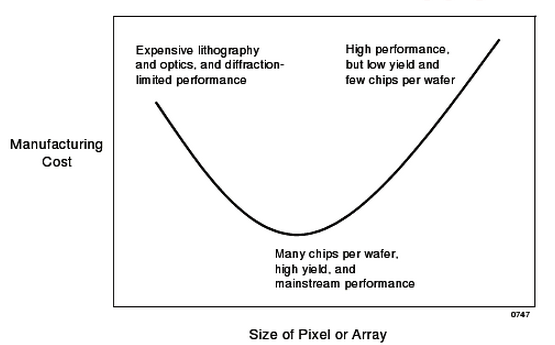 Expensive lithography
and optics, and diffraction-
limited performance
High performance,
but low yield and
few chips per wafer
Manufacturing
Cost
Many chips per wafer,
high yield, and
mainstream performance
0747
Size of Pixel or Array